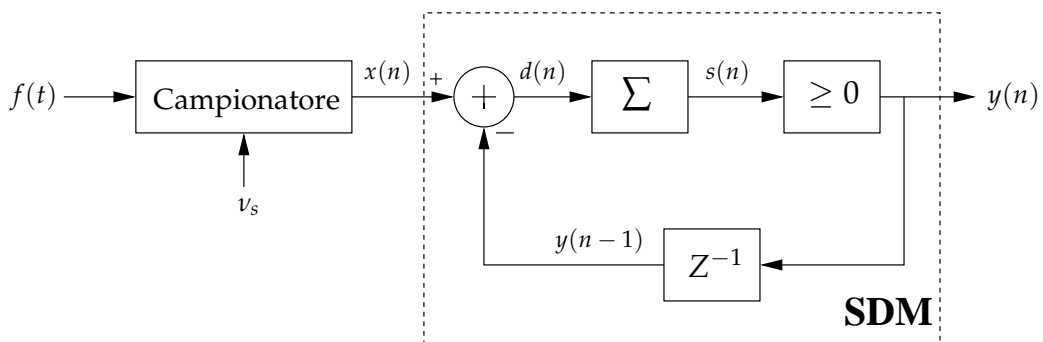 f(t)
Campionatore
ν_s
x(n)
+
+
−
d(n)
∑
s(n)
≥ 0
y(n)
y(n − 1)
Z⁻¹
SDM